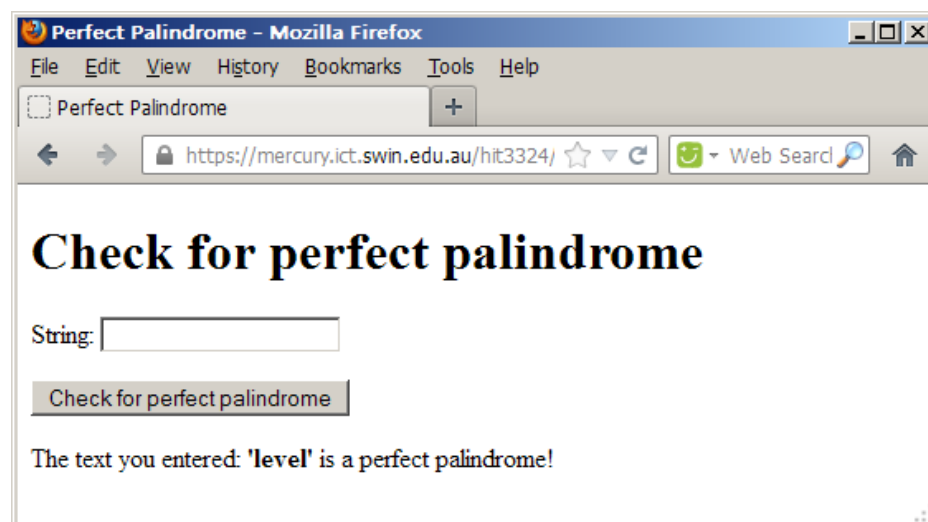 Perfect Palindrome - Mozilla Firefox
File Edit View History Bookmarks Tools Help
Perfect Palindrome +
https://mercury.ict.swin.edu.au/hit3324/ Web Searcl
Check for perfect palindrome
String:
Check for perfect palindrome
The text you entered: 'level' is a perfect palindrome!